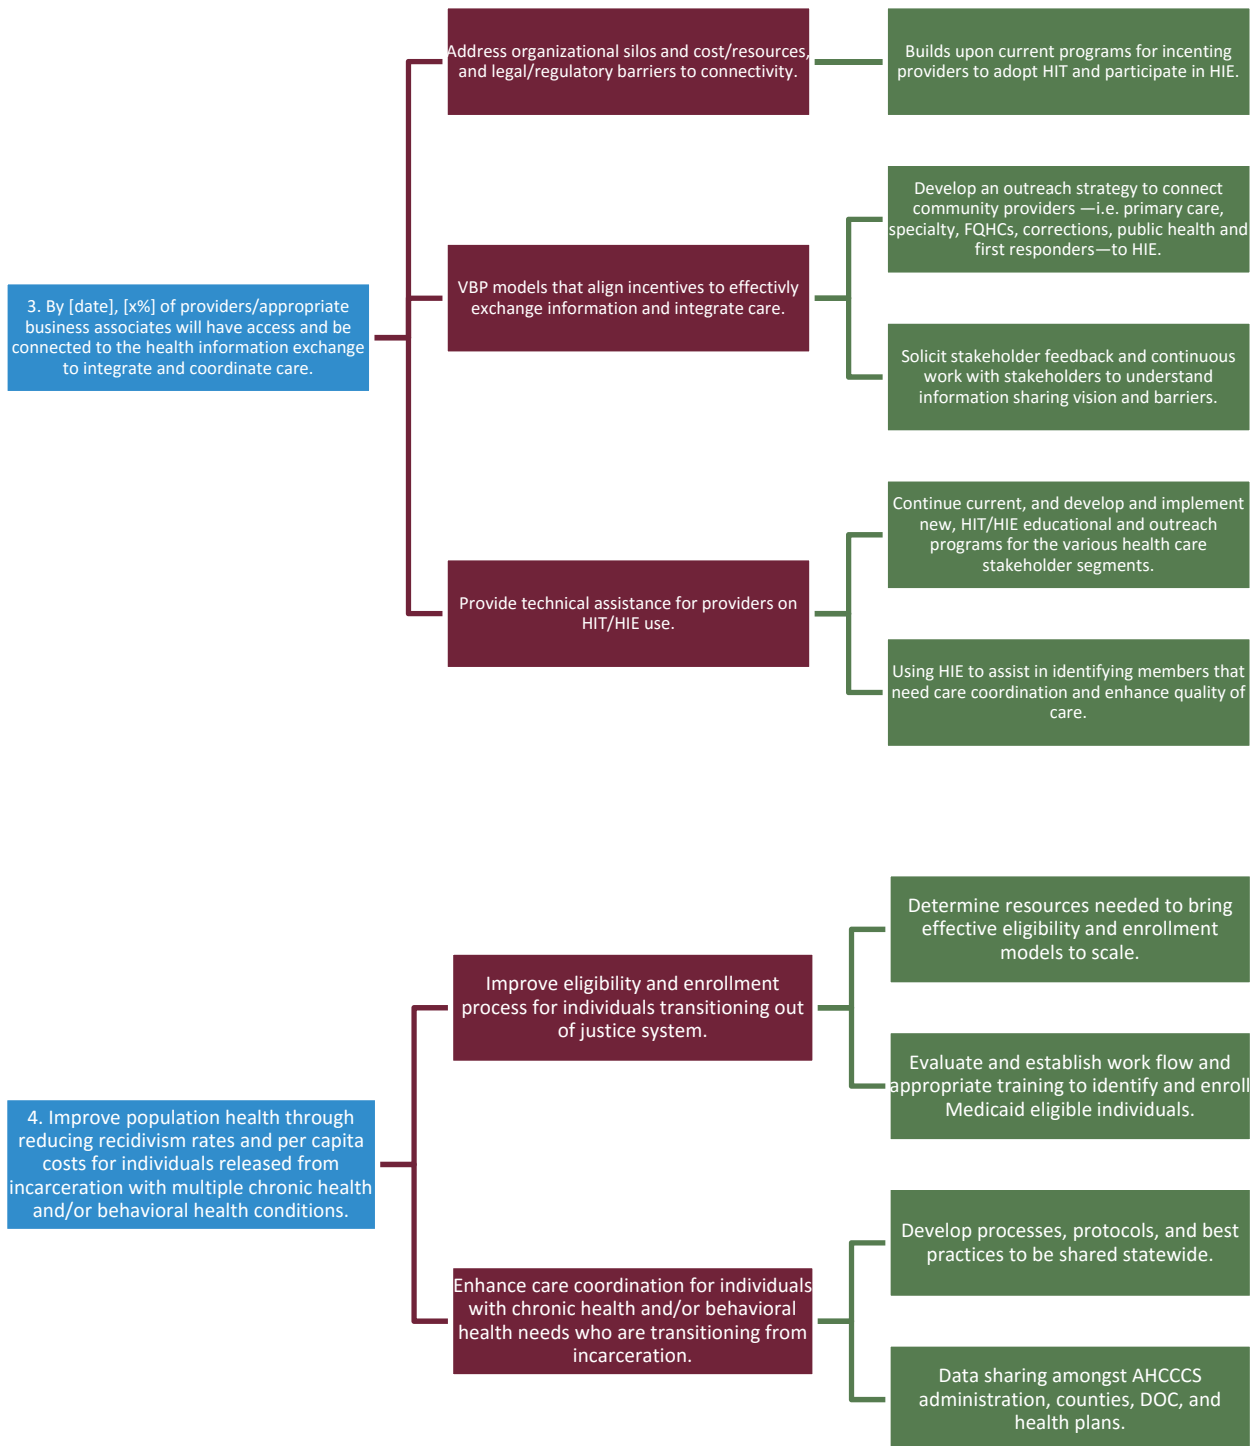 Address organizational silos and cost/resources,
and legal/regulatory barriers to connectivity.
Builds upon current programs for incenting
providers to adopt HIT and participate in HIE.
Develop an outreach strategy to connect
community providers —i.e. primary care,
specialty, FQHCs, corrections, public health and
first responders—to HIE.
VBP models that align incentives to effectivly
exchange information and integrate care.
3. By [date], [x%] of providers/appropriate
business associates will have access and be
connected to the health information exchange
to integrate and coordinate care.
Solicit stakeholder feedback and continuous
work with stakeholders to understand
information sharing vision and barriers.
Continue current, and develop and implement
new, HIT/HIE educational and outreach
programs for the various health care
stakeholder segments.
Provide technical assistance for providers on
HIT/HIE use.
Using HIE to assist in identifying members that
need care coordination and enhance quality of
care.
Determine resources needed to bring
effective eligibility and enrollment
models to scale.
Improve eligibility and enrollment
process for individuals transitioning out
of justice system.
Evaluate and establish work flow and
appropriate training to identify and enroll
Medicaid eligible individuals.
4. Improve population health through
reducing recidivism rates and per capita
costs for individuals released from
incarceration with multiple chronic health
and/or behavioral health conditions.
Develop processes, protocols, and best
practices to be shared statewide.
Enhance care coordination for individuals
with chronic health and/or behavioral
health needs who are transitioning from
incarceration.
Data sharing amongst AHCCCS
administration, counties, DOC, and
health plans.